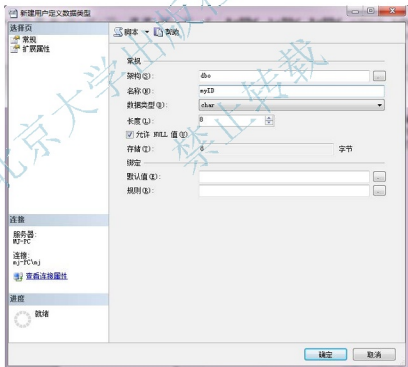 新建用户定义数据类型
选择页
常规
扩展属性
脚本 取消
常规
架构(S): dbo ...
名称(N): myID
数据类型(D): char
长度(L): 8
允许 NULL 值(U)
存储(T): 8 字节
绑定
默认值(E): ...
规则(R): ...
连接
服务器:
MJ-PC
连接:
mj-PC\mj
查看连接属性
进度
就绪
确定 取消
北京大学出版社
禁止转载